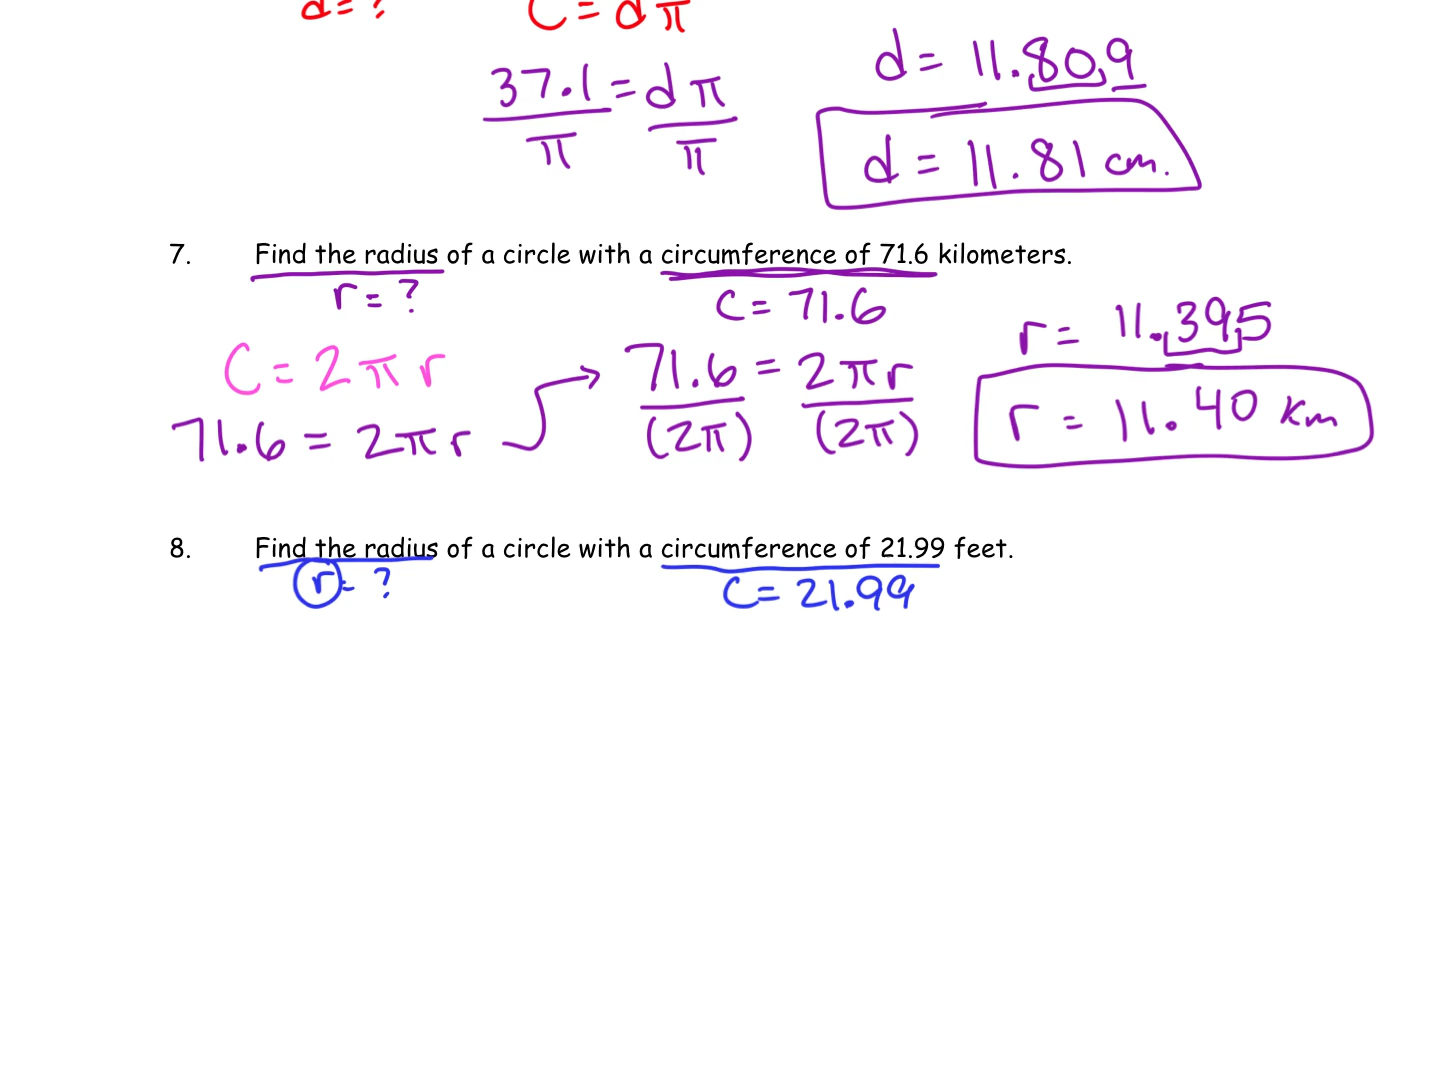 d = ? C = dπ
37.1 = dπ
π π
d = 11.809
d = 11.81 cm.
7. Find the radius of a circle with a circumference of 71.6 kilometers.
r = ? C = 71.6
C = 2πr
71.6 = 2πr
71.6 = 2πr
(2π) (2π)
r = 11.395
r = 11.40 km
8. Find the radius of a circle with a circumference of 21.99 feet.
r = ? C = 21.99